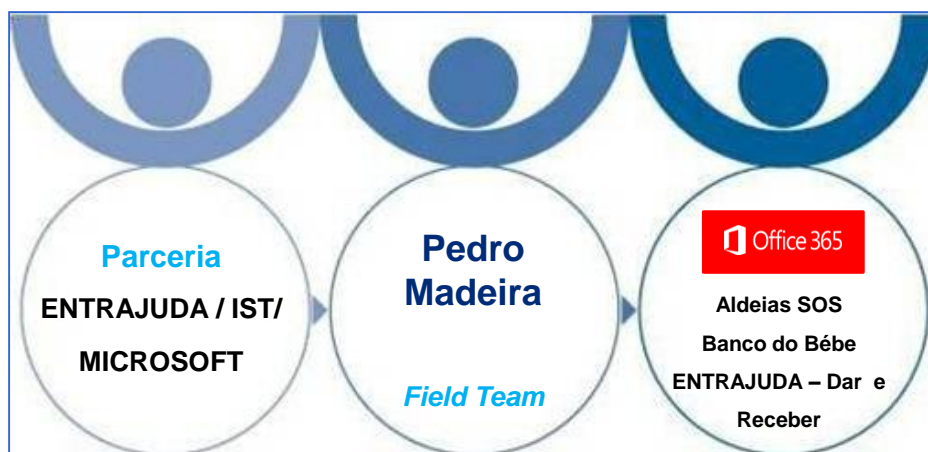 Parceria
ENTRAJUDA / IST/
MICROSOFT
Pedro
Madeira
Field Team
Office 365
Aldeias SOS
Banco do Bébe
ENTRAJUDA – Dar e
Receber